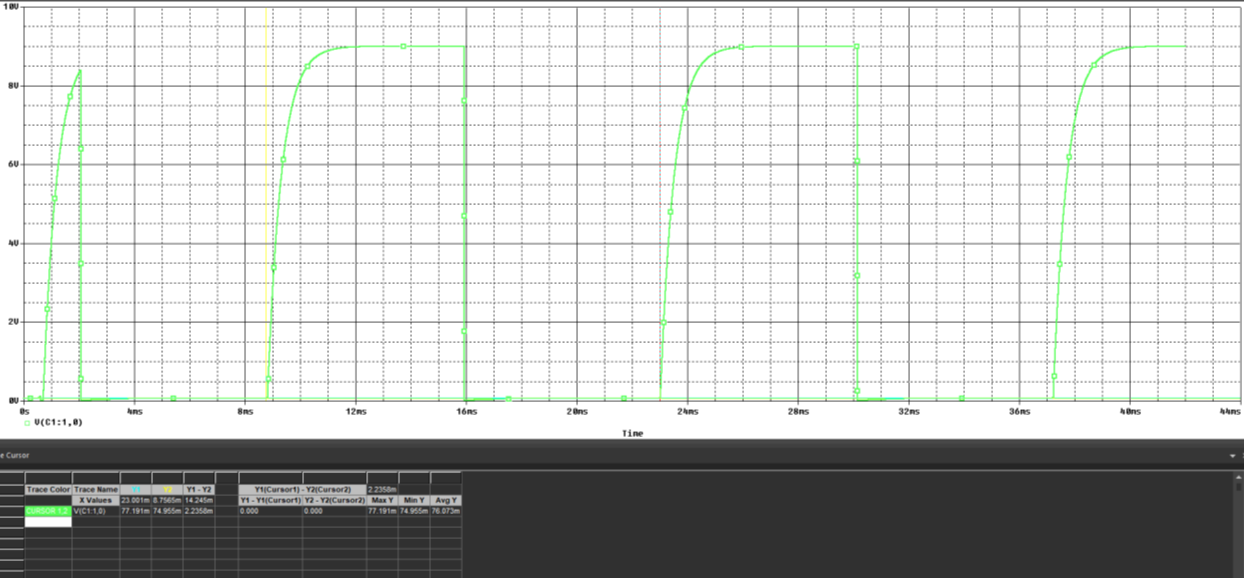 10V
8V
6V
4V
2V
0V
0s 4ms 8ms 12ms 16ms 20ms 24ms 28ms 32ms 36ms 40ms 44ms
V(C1:1,0)
Time
e Cursor
Trace Color Trace Name Y1 Y2 Y1 - Y2 Y1(Cursor1) - Y2(Cursor2) 2.2358m
X Values 23.001m 8.7565m 14.245m Y1 - Y1(Cursor1) Y2 - Y2(Cursor2) Max Y Min Y Avg Y
CURSOR 1,2 V(C1:1,0) 77.191m 74.955m 2.2358m 0.000 0.000 77.191m 74.955m 76.073m